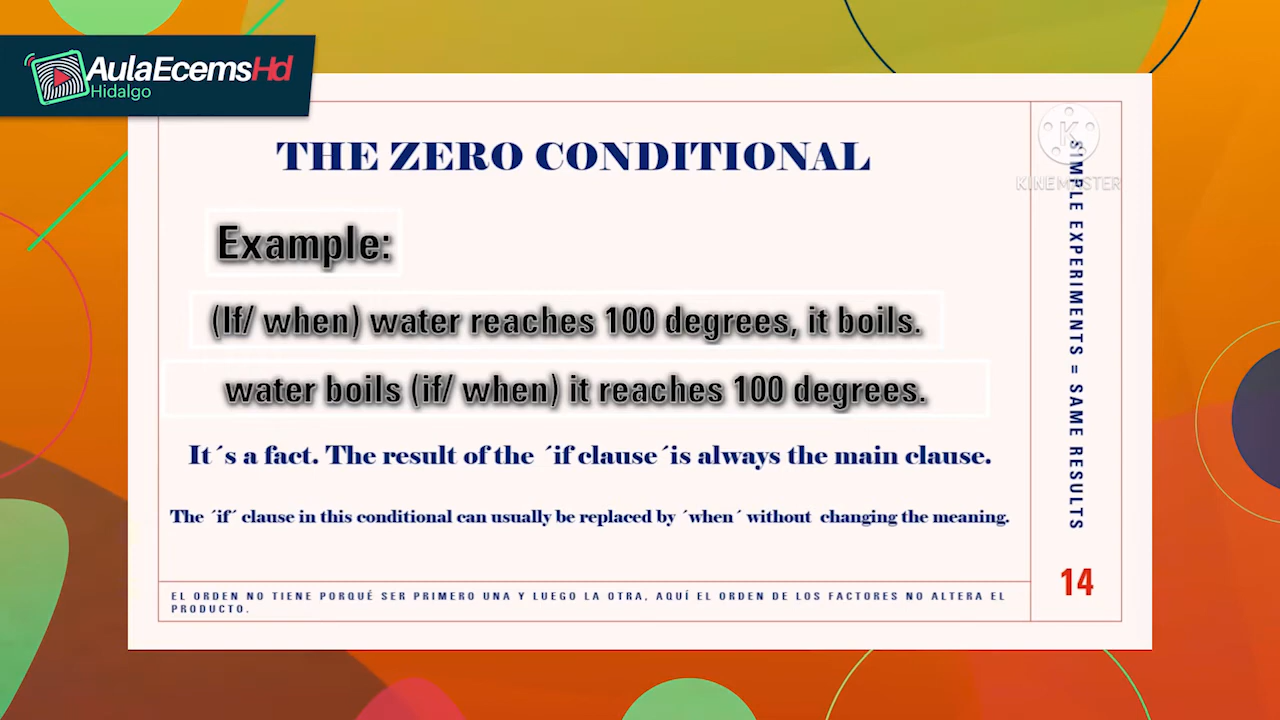 AulaEcemsHd
Hidalgo
THE ZERO CONDITIONAL
KINEMASTER
Example:
(If/ when) water reaches 100 degrees, it boils.
water boils (if/ when) it reaches 100 degrees.
It´s a fact. The result of the ´if clause´is always the main clause.
The ´if´ clause in this conditional can usually be replaced by ´when´ without changing the meaning.
SIMPLE EXPERIMENTS = SAME RESULTS
14
EL ORDEN NO TIENE PORQUÉ SER PRIMERO UNA Y LUEGO LA OTRA, AQUÍ EL ORDEN DE LOS FACTORES NO ALTERA EL
PRODUCTO.